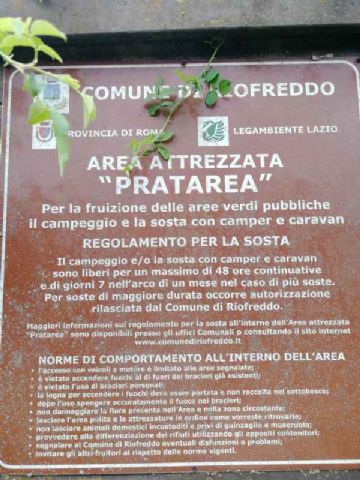 COMUNE DI RIOFREDDO
PROVINCIA DI ROMA
LEGAMBIENTE LAZIO
AREA ATTREZZATA
"PRATAREA"
Per la fruizione delle aree verdi pubbliche
il campeggio e la sosta con camper e caravan
REGOLAMENTO PER LA SOSTA
Il campeggio e/o la sosta con camper e caravan
sono liberi per un massimo di 48 ore continuative
e di giorni 7 nell'arco di un mese nel caso di più soste.
Per soste di maggiore durata occorre autorizzazione
rilasciata dal Comune di Riofreddo.
Maggiori informazioni sul regolamento per la sosta all'interno dell'Area attrezzata
"Pratarea" sono disponibili presso gli uffici Comunali o consultando il sito internet
www.comunediriofreddo.it
NORME DI COMPORTAMENTO ALL'INTERNO DELL'AREA
• l'accesso con veicoli a motore è limitato alle aree segnalate;
• è vietato accendere fuochi al di fuori dei bracieri già esistenti;
• è vietato l'uso di bracieri personali;
• la legna per accendere i fuochi deve essere portata e non raccolta nel sottobosco;
• dopo l'uso spengere accuratamente il fuoco nei bracieri;
• non danneggiare la flora presente nell'Area e nella zona circostante;
• lasciare l'area pulita e le attrezzature in ordine come vorreste ritrovarle;
• non lasciare animali domestici incustoditi e privi di guinzaglio e museruola;
• provvedere alla differenziazione dei rifiuti utilizzando gli appositi contenitori;
• segnalare al Comune di Riofreddo eventuali disfunzioni o problemi;
• invitare gli altri fruitori al rispetto delle norme vigenti.